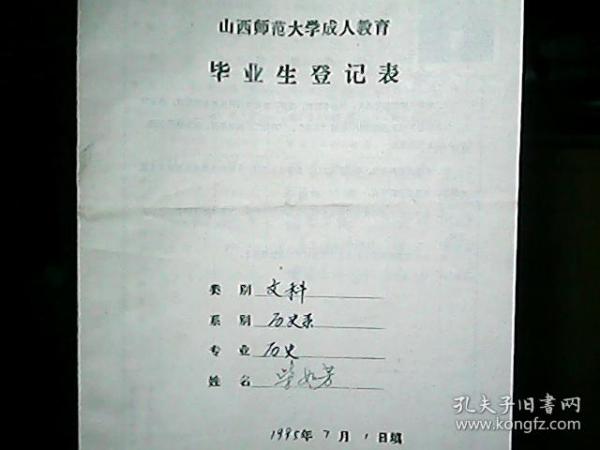 山西师范大学成人教育
毕业生登记表
类别 文科
系别 历史系
专业 历史
姓名 芳
1995年7月1日填
孔夫子旧書网
www.kongfz.com